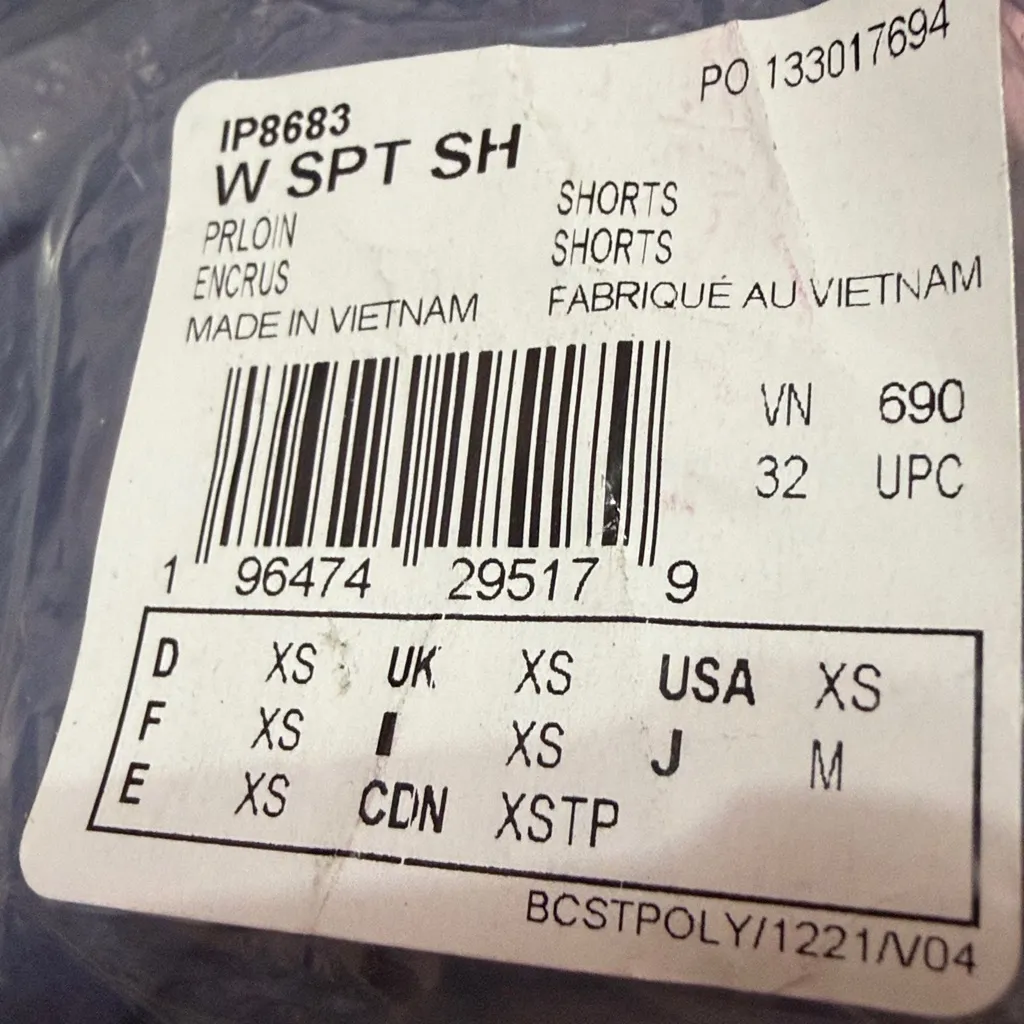 PO 133017694
IP8683
W SPT SH
PRLOIN SHORTS
ENCRUS SHORTS
MADE IN VIETNAM FABRIQUÉ AU VIETNAM
VN 690
32 UPC
1 96474 29517 9
D XS UK XS USA XS
F XS I XS J M
E XS CDN XSTP
BCSTPOLY/1221/V04